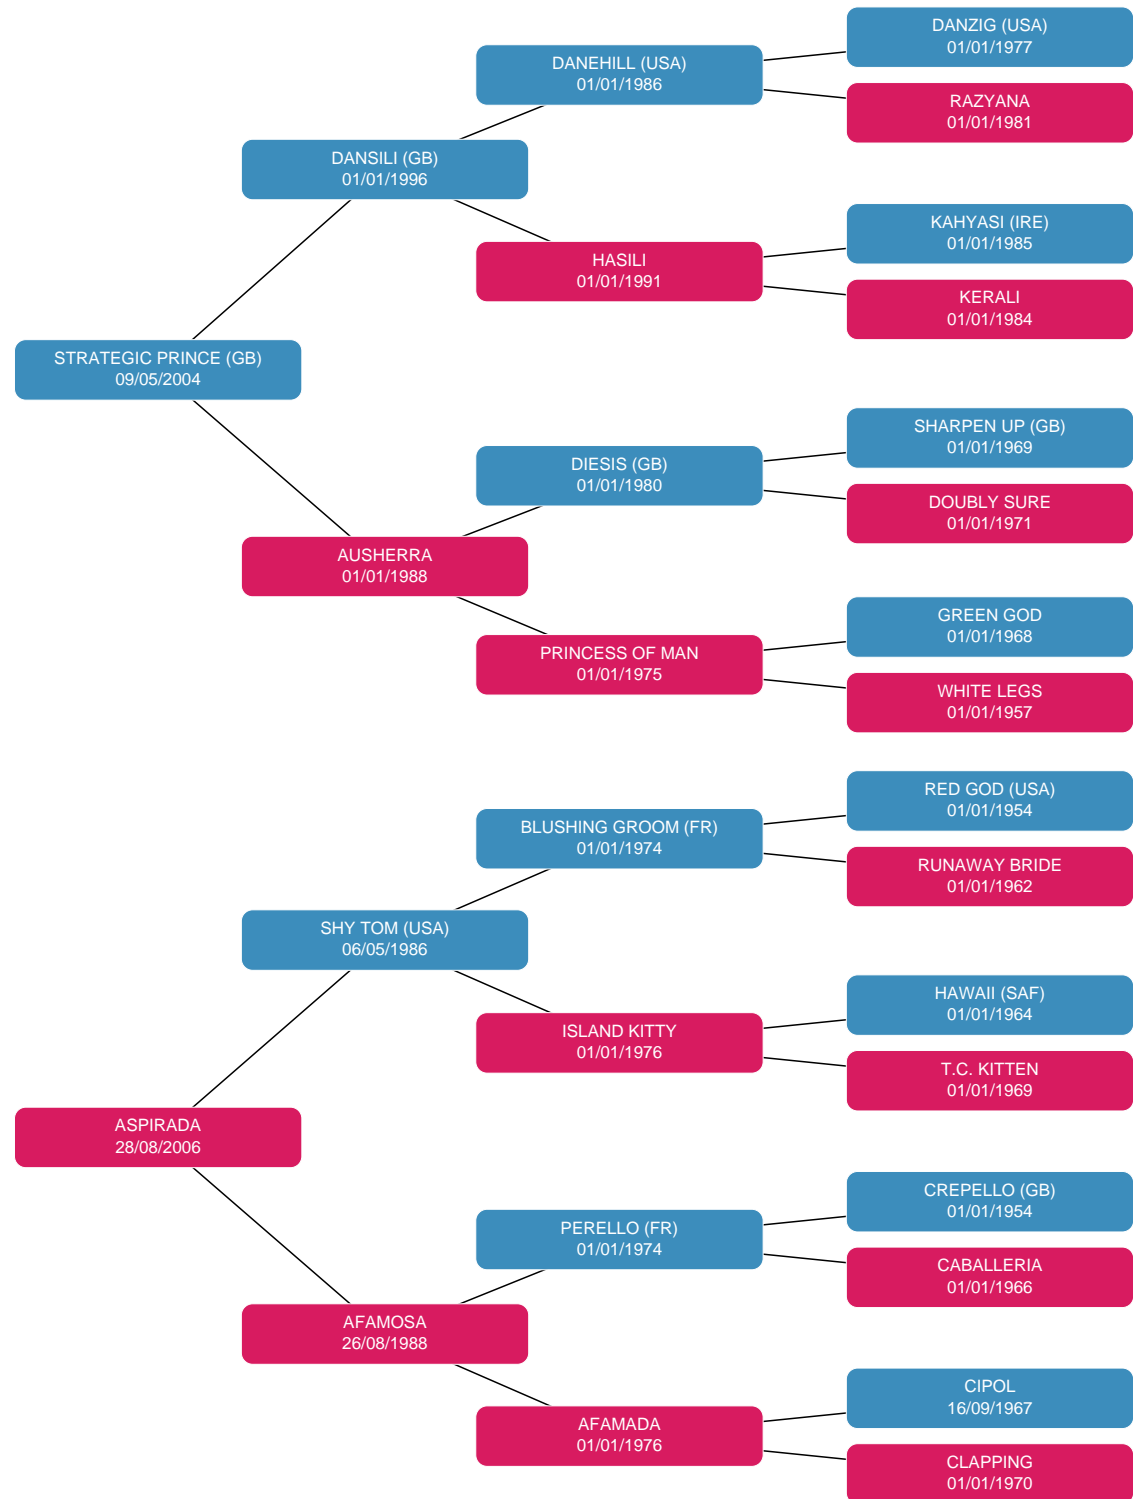 DANZIG (USA)
01/01/1977
DANEHILL (USA)
01/01/1986
RAZYANA
01/01/1981
DANSILI (GB)
01/01/1996
KAHYASI (IRE)
01/01/1985
HASILI
01/01/1991
KERALI
01/01/1984
STRATEGIC PRINCE (GB)
09/05/2004
SHARPEN UP (GB)
01/01/1969
DIESIS (GB)
01/01/1980
DOUBLY SURE
01/01/1971
AUSHERRA
01/01/1988
GREEN GOD
01/01/1968
PRINCESS OF MAN
01/01/1975
WHITE LEGS
01/01/1957
RED GOD (USA)
01/01/1954
BLUSHING GROOM (FR)
01/01/1974
RUNAWAY BRIDE
01/01/1962
SHY TOM (USA)
06/05/1986
HAWAII (SAF)
01/01/1964
ISLAND KITTY
01/01/1976
T.C. KITTEN
01/01/1969
ASPIRADA
28/08/2006
CREPELLO (GB)
01/01/1954
PERELLO (FR)
01/01/1974
CABALLERIA
01/01/1966
AFAMOSA
26/08/1988
CIPOL
16/09/1967
AFAMADA
01/01/1976
CLAPPING
01/01/1970